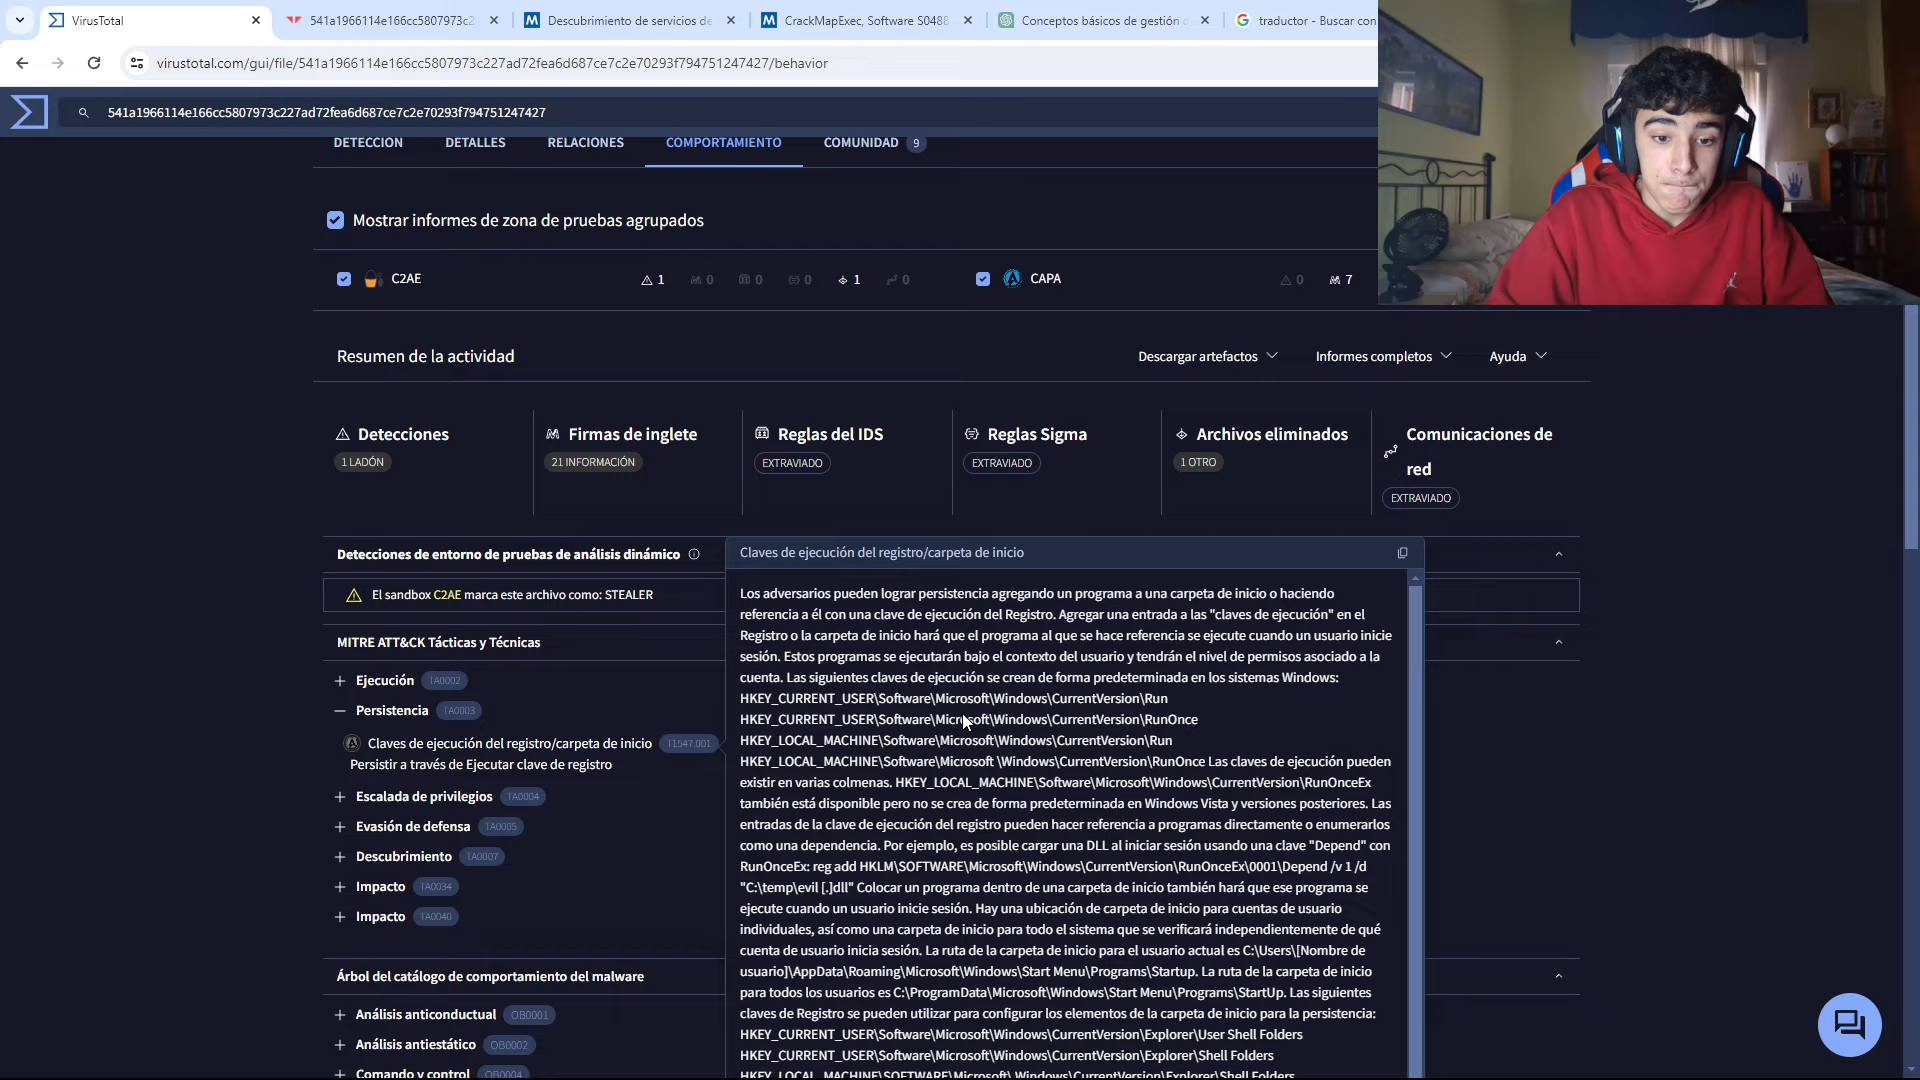 VirusTotal
541a1966114e166cc5807973c2
Descubrimiento de servicios de
CrackMapExec, Software S0488
Conceptos básicos de gestión
traductor - Buscar con
virustotal.com/gui/file/541a1966114e166cc5807973c227ad72fea6d687ce7c2e70293f794751247427/behavior
541a1966114e166cc5807973c227ad72fea6d687ce7c2e70293f794751247427
DETECCION DETALLES RELACIONES COMPORTAMIENTO COMUNIDAD 9
Mostrar informes de zona de pruebas agrupados
C2AE 1 0 0 0 1 0 CAPA 0 7
Resumen de la actividad Descargar artefactos Informes completos Ayuda
Detecciones
1 LADÓN
Firmas de inglete
21 INFORMACIÓN
Reglas del IDS
EXTRAVIADO
Reglas Sigma
EXTRAVIADO
Archivos eliminados
1 OTRO
Comunicaciones de
red
EXTRAVIADO
Detecciones de entorno de pruebas de análisis dinámico
El sandbox C2AE marca este archivo como: STEALER
MITRE ATT&CK Tácticas y Técnicas
Ejecución TA0002
Persistencia TA0003
Claves de ejecución del registro/carpeta de inicio T1547.001
Persistir a través de Ejecutar clave de registro
Escalada de privilegios TA0004
Evasión de defensa TA0005
Descubrimiento TA0007
Impacto TA0034
Impacto TA0040
Árbol del catálogo de comportamiento del malware
Análisis anticonductual OB0001
Análisis antiestático OB0002
Comando y control OB0004
Claves de ejecución del registro/carpeta de inicio
Los adversarios pueden lograr persistencia agregando un programa a una carpeta de inicio o haciendo
referencia a él con una clave de ejecución del Registro. Agregar una entrada a las "claves de ejecución" en el
Registro o la carpeta de inicio hará que el programa al que se hace referencia se ejecute cuando un usuario inicie
sesión. Estos programas se ejecutarán bajo el contexto del usuario y tendrán el nivel de permisos asociado a la
cuenta. Las siguientes claves de ejecución se crean de forma predeterminada en los sistemas Windows:
HKEY_CURRENT_USER\Software\Microsoft\Windows\CurrentVersion\Run
HKEY_CURRENT_USER\Software\Microsoft\Windows\CurrentVersion\RunOnce
HKEY_LOCAL_MACHINE\Software\Microsoft\Windows\CurrentVersion\Run
HKEY_LOCAL_MACHINE\Software\Microsoft \Windows\CurrentVersion\RunOnce Las claves de ejecución pueden
existir en varias colmenas. HKEY_LOCAL_MACHINE\Software\Microsoft\Windows\CurrentVersion\RunOnceEx
también está disponible pero no se crea de forma predeterminada en Windows Vista y versiones posteriores. Las
entradas de la clave de ejecución del registro pueden hacer referencia a programas directamente o enumerarlos
como una dependencia. Por ejemplo, es posible cargar una DLL al iniciar sesión usando una clave "Depend" con
RunOnceEx: reg add HKLM\SOFTWARE\Microsoft\Windows\CurrentVersion\RunOnceEx\0001\Depend /v 1 /d
"C:\temp\evil [.]dll" Colocar un programa dentro de una carpeta de inicio también hará que ese programa se
ejecute cuando un usuario inicie sesión. Hay una ubicación de carpeta de inicio para cuentas de usuario
individuales, así como una carpeta de inicio para todo el sistema que se verificará independientemente de qué
cuenta de usuario inicia sesión. La ruta de la carpeta de inicio para el usuario actual es C:\Users\[Nombre de
usuario]\AppData\Roaming\Microsoft\Windows\Start Menu\Programs\Startup. La ruta de la carpeta de inicio
para todos los usuarios es C:\ProgramData\Microsoft\Windows\Start Menu\Programs\StartUp. Las siguientes
claves de Registro se pueden utilizar para configurar los elementos de la carpeta de inicio para la persistencia:
HKEY_CURRENT_USER\Software\Microsoft\Windows\CurrentVersion\Explorer\User Shell Folders
HKEY_CURRENT_USER\Software\Microsoft\Windows\CurrentVersion\Explorer\Shell Folders
HKEY_LOCAL_MACHINE\SOFTWARE\Microsoft\ Windows\CurrentVersion\Explorer\Shell Folders